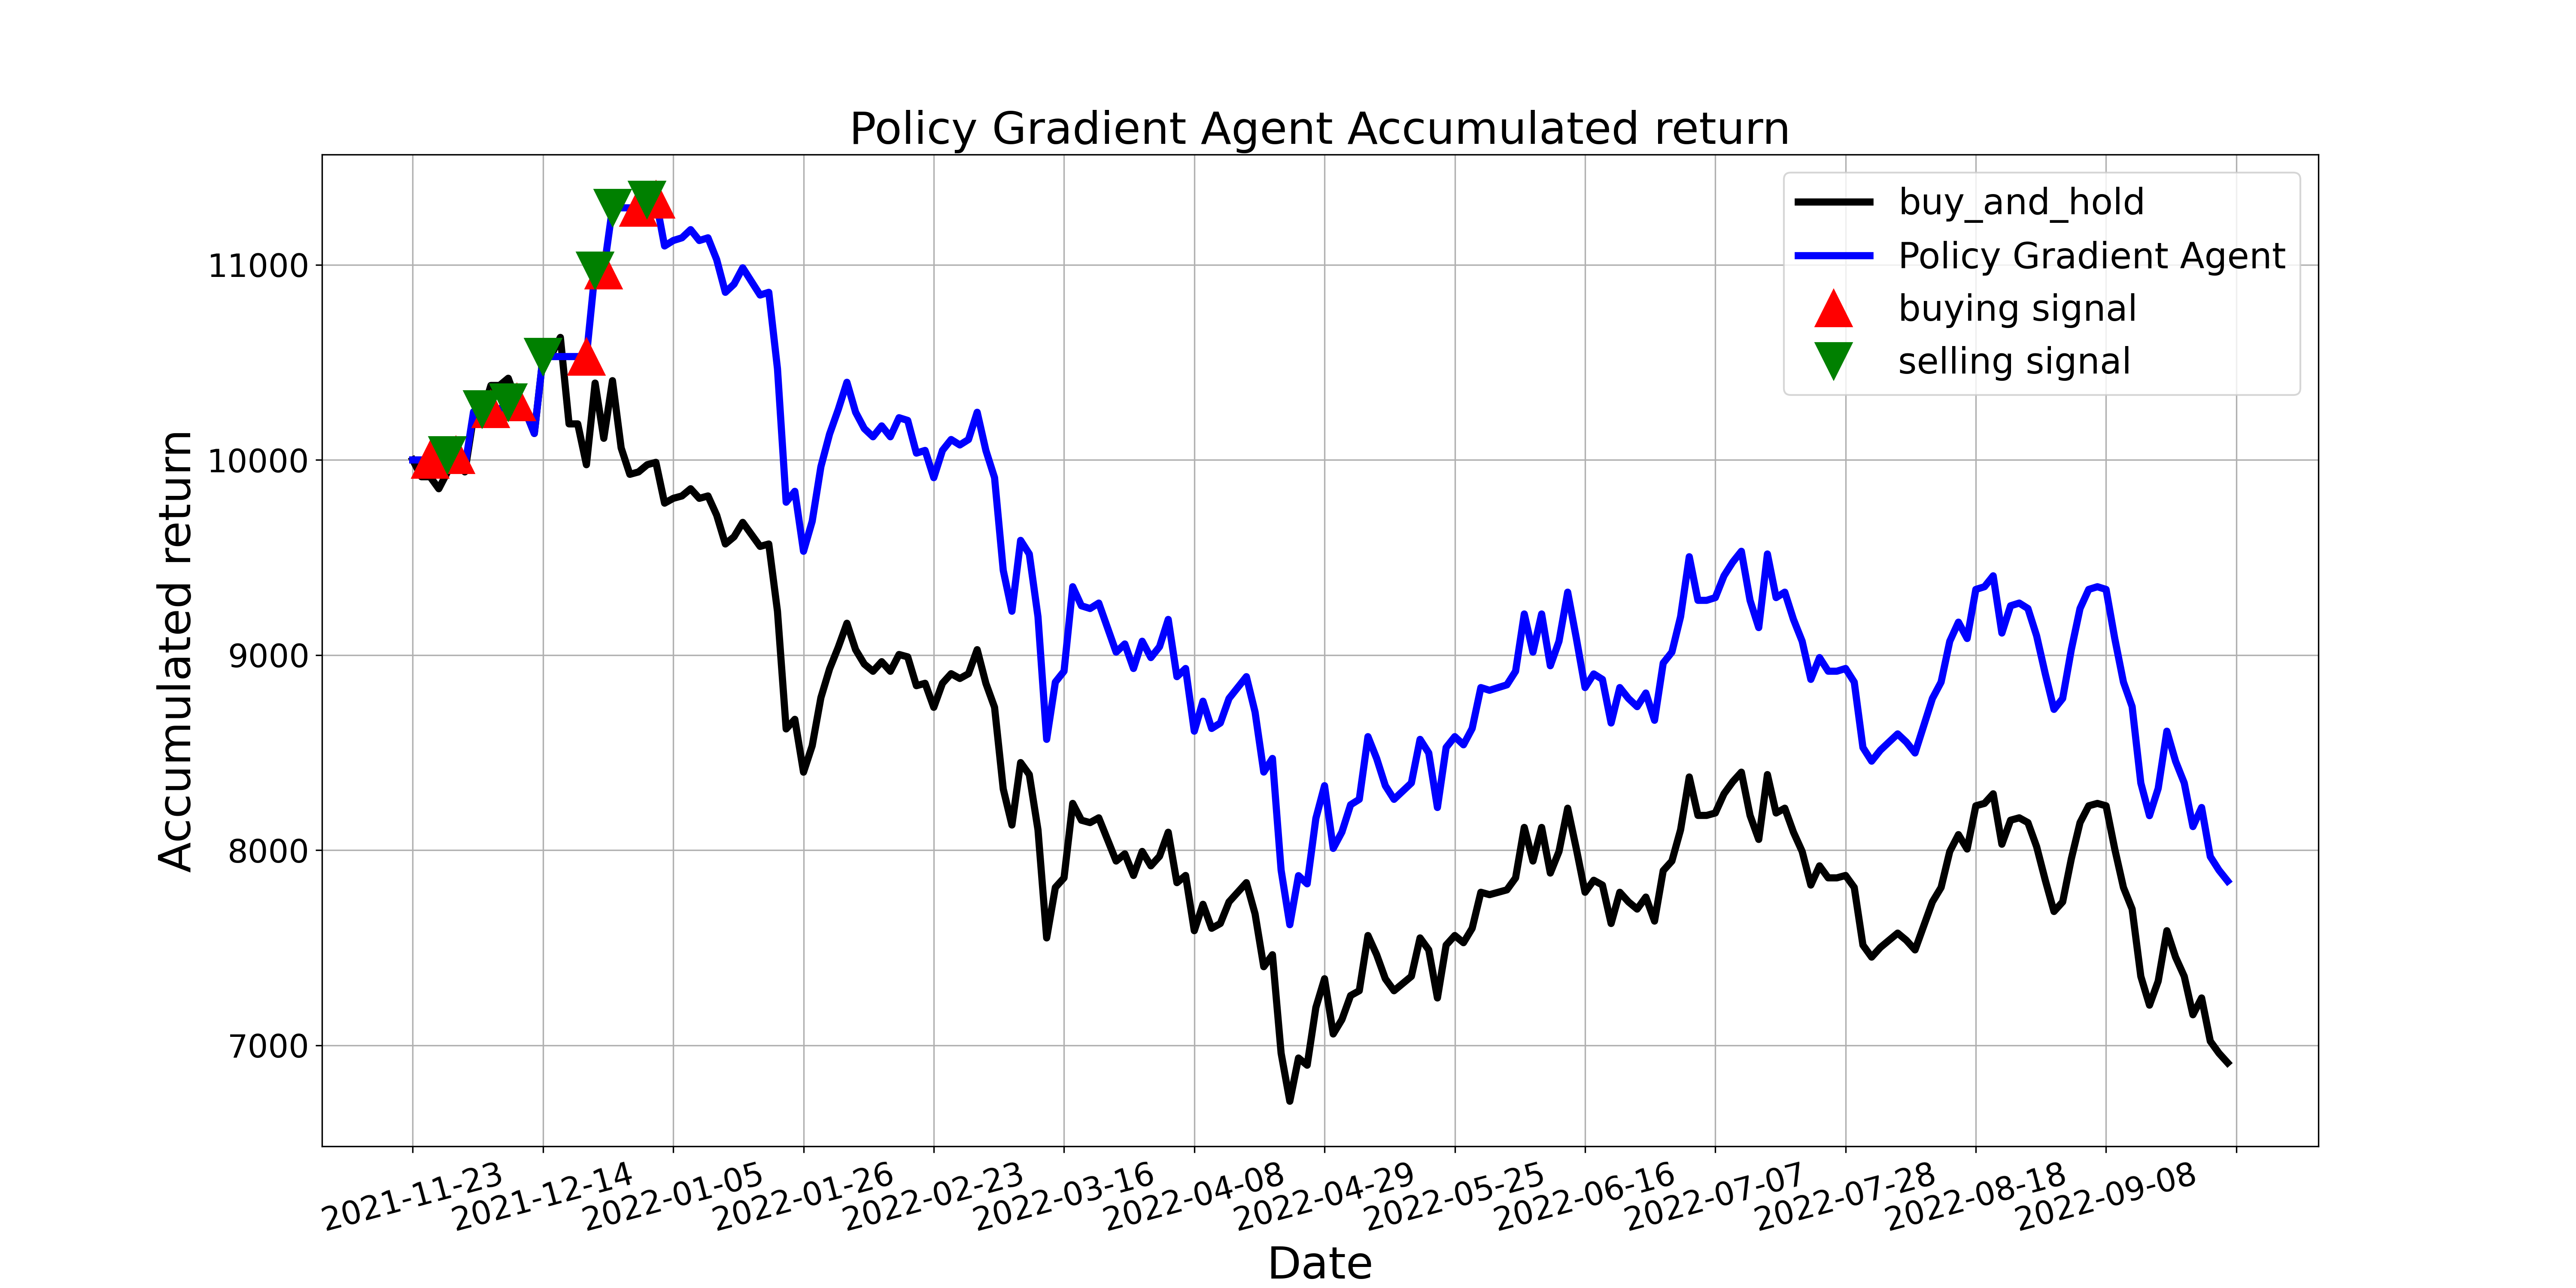 Policy Gradient Agent Accumulated return
buy_and_hold
Policy Gradient Agent
buying signal
selling signal
11000
10000
9000
8000
7000
Accumulated return
2021-11-23
2021-12-14
2022-01-05
2022-01-26
2022-02-23
2022-03-16
2022-04-08
2022-04-29
2022-05-25
2022-06-16
2022-07-07
2022-07-28
2022-08-18
2022-09-08
Date